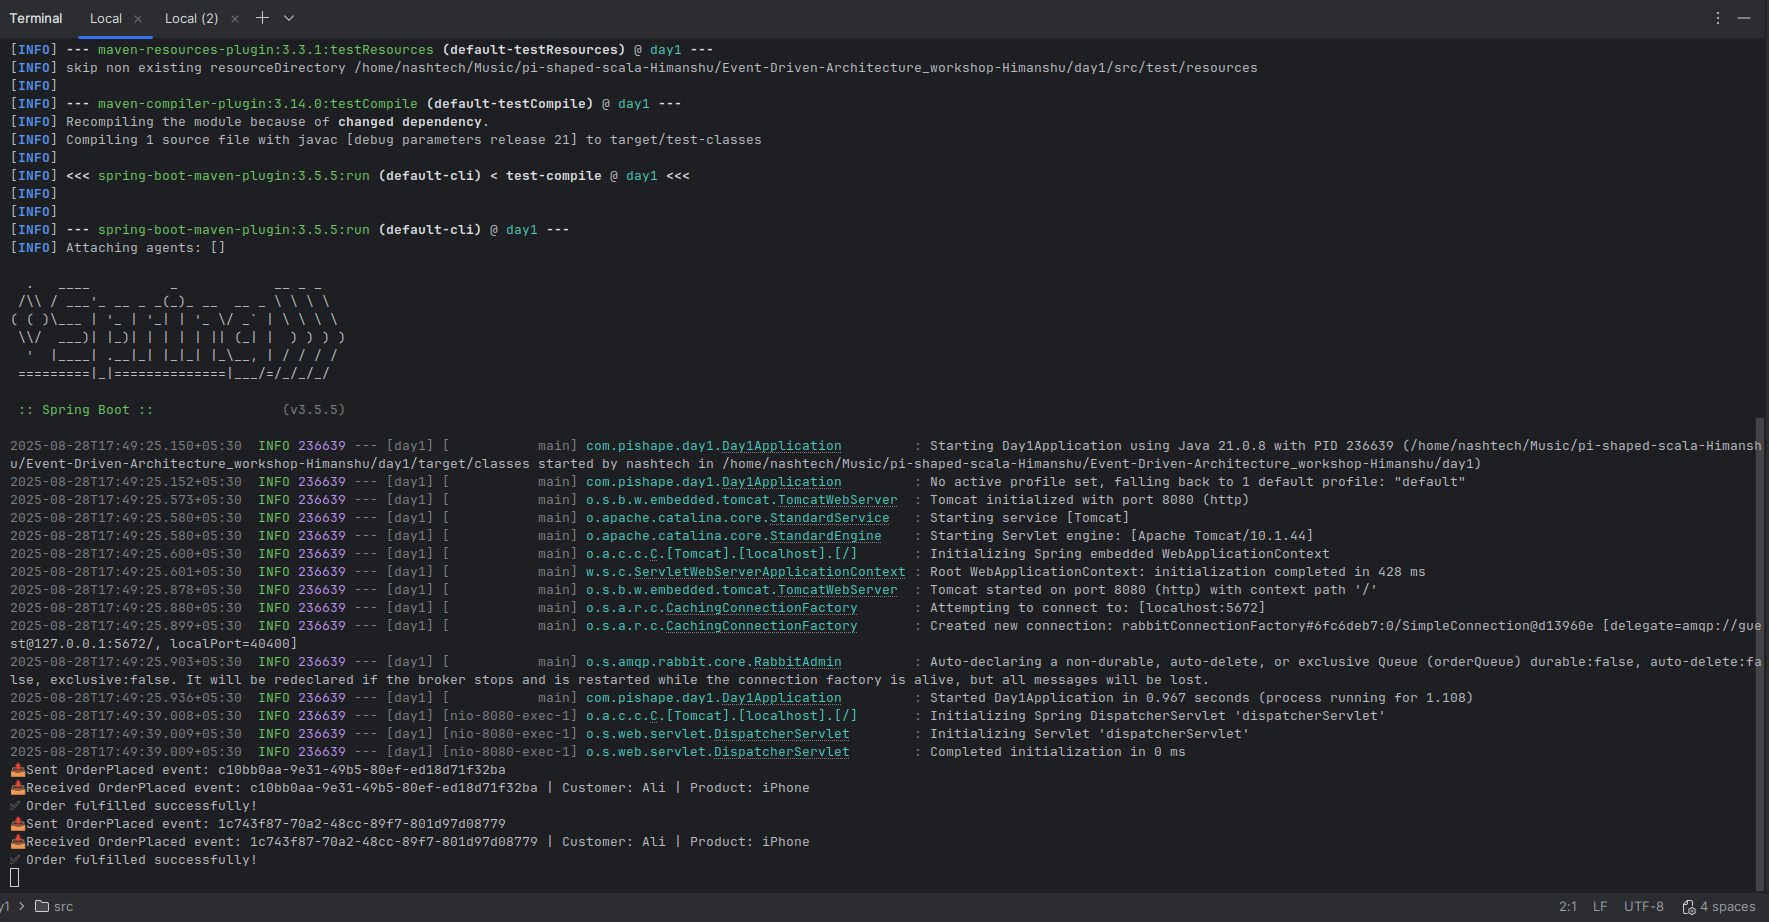 Terminal Local × Local (2) ×
[INFO] --- maven-resources-plugin:3.3.1:testResources (default-testResources) @ day1 ---
[INFO] skip non existing resourceDirectory /home/nashtech/Music/pi-shaped-scala-Himanshu/Event-Driven-Architecture_workshop-Himanshu/day1/src/test/resources
[INFO]
[INFO] --- maven-compiler-plugin:3.14.0:testCompile (default-testCompile) @ day1 ---
[INFO] Recompiling the module because of changed dependency.
[INFO] Compiling 1 source file with javac [debug parameters release 21] to target/test-classes
[INFO]
[INFO] <<< spring-boot-maven-plugin:3.5.5:run (default-cli) < test-compile @ day1 <<<
[INFO]
[INFO]
[INFO] --- spring-boot-maven-plugin:3.5.5:run (default-cli) @ day1 ---
[INFO] Attaching agents: []
  .   ____          _            __ _ _
 /\\ / ___'_ __ _ _(_)_ __  __ _ \ \ \ \
( ( )\___ | '_ | '_| | '_ \/ _` | \ \ \ \
 \\/  ___)| |_)| | | | | || (_| |  ) ) ) )
  '  |____| .__|_| |_|_| |_\__, | / / / /
 =========|_|==============|___/=/_/_/_/
 :: Spring Boot ::                (v3.5.5)
2025-08-28T17:49:25.150+05:30  INFO 236639 --- [day1] [           main] com.pishape.day1.Day1Application         : Starting Day1Application using Java 21.0.8 with PID 236639 (/home/nashtech/Music/pi-shaped-scala-Himansh
u/Event-Driven-Architecture_workshop-Himanshu/day1/target/classes started by nashtech in /home/nashtech/Music/pi-shaped-scala-Himanshu/Event-Driven-Architecture_workshop-Himanshu/day1)
2025-08-28T17:49:25.152+05:30  INFO 236639 --- [day1] [           main] com.pishape.day1.Day1Application         : No active profile set, falling back to 1 default profile: "default"
2025-08-28T17:49:25.573+05:30  INFO 236639 --- [day1] [           main] o.s.b.w.embedded.tomcat.TomcatWebServer  : Tomcat initialized with port 8080 (http)
2025-08-28T17:49:25.580+05:30  INFO 236639 --- [day1] [           main] o.apache.catalina.core.StandardService   : Starting service [Tomcat]
2025-08-28T17:49:25.580+05:30  INFO 236639 --- [day1] [           main] o.apache.catalina.core.StandardEngine    : Starting Servlet engine: [Apache Tomcat/10.1.44]
2025-08-28T17:49:25.600+05:30  INFO 236639 --- [day1] [           main] o.a.c.c.C.[Tomcat].[localhost].[/]       : Initializing Spring embedded WebApplicationContext
2025-08-28T17:49:25.601+05:30  INFO 236639 --- [day1] [           main] w.s.c.ServletWebServerApplicationContext : Root WebApplicationContext: initialization completed in 428 ms
2025-08-28T17:49:25.878+05:30  INFO 236639 --- [day1] [           main] o.s.b.w.embedded.tomcat.TomcatWebServer  : Tomcat started on port 8080 (http) with context path '/'
2025-08-28T17:49:25.880+05:30  INFO 236639 --- [day1] [           main] o.s.a.r.c.CachingConnectionFactory       : Attempting to connect to: [localhost:5672]
2025-08-28T17:49:25.899+05:30  INFO 236639 --- [day1] [           main] o.s.a.r.c.CachingConnectionFactory       : Created new connection: rabbitConnectionFactory#6fc6deb7:0/SimpleConnection@d13960e [delegate=amqp://gue
st@127.0.0.1:5672/, localPort=40400]
2025-08-28T17:49:25.903+05:30  INFO 236639 --- [day1] [           main] o.s.amqp.rabbit.core.RabbitAdmin         : Auto-declaring a non-durable, auto-delete, or exclusive Queue (orderQueue) durable:false, auto-delete:fa
lse, exclusive:false. It will be redeclared if the broker stops and is restarted while the connection factory is alive, but all messages will be lost.
2025-08-28T17:49:25.936+05:30  INFO 236639 --- [day1] [           main] com.pishape.day1.Day1Application         : Started Day1Application in 0.967 seconds (process running for 1.108)
2025-08-28T17:49:39.008+05:30  INFO 236639 --- [day1] [nio-8080-exec-1] o.a.c.c.C.[Tomcat].[localhost].[/]       : Initializing Spring DispatcherServlet 'dispatcherServlet'
2025-08-28T17:49:39.009+05:30  INFO 236639 --- [day1] [nio-8080-exec-1] o.s.web.servlet.DispatcherServlet        : Initializing Servlet 'dispatcherServlet'
2025-08-28T17:49:39.009+05:30  INFO 236639 --- [day1] [nio-8080-exec-1] o.s.web.servlet.DispatcherServlet        : Completed initialization in 0 ms
📤Sent OrderPlaced event: c10bb0aa-9e31-49b5-80ef-ed18d71f32ba
📥Received OrderPlaced event: c10bb0aa-9e31-49b5-80ef-ed18d71f32ba | Customer: Ali | Product: iPhone
✅ Order fulfilled successfully!
📤Sent OrderPlaced event: 1c743f87-70a2-48cc-89f7-801d97d08779
📥Received OrderPlaced event: 1c743f87-70a2-48cc-89f7-801d97d08779 | Customer: Ali | Product: iPhone
✅ Order fulfilled successfully!
y1 > src 2:1 LF UTF-8 4 spaces